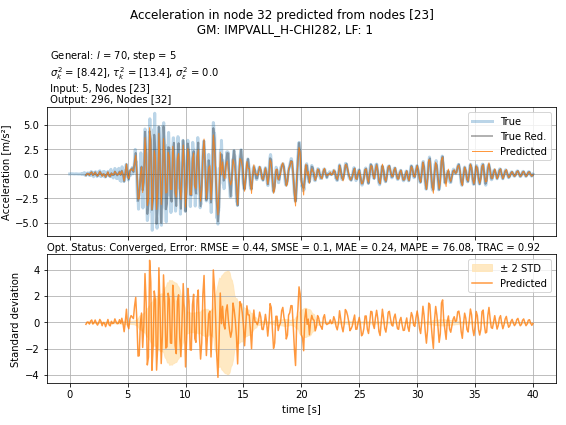 Acceleration in node 32 predicted from nodes [23]
GM: IMPVALL_H-CHI282, LF: 1
General: l = 70, step = 5
σ²ₖ = [8.42], τ²ₖ = [13.4], σ²ε = 0.0
Input: 5, Nodes [23]
Output: 296, Nodes [32]
Acceleration [m/s²]
5.0
2.5
0.0
−2.5
−5.0
True
True Red.
Predicted
Opt. Status: Converged, Error: RMSE = 0.44, SMSE = 0.1, MAE = 0.24, MAPE = 76.08, TRAC = 0.92
Standard deviation
4
2
0
−2
−4
± 2 STD
Predicted
0 5 10 15 20 25 30 35 40
time [s]